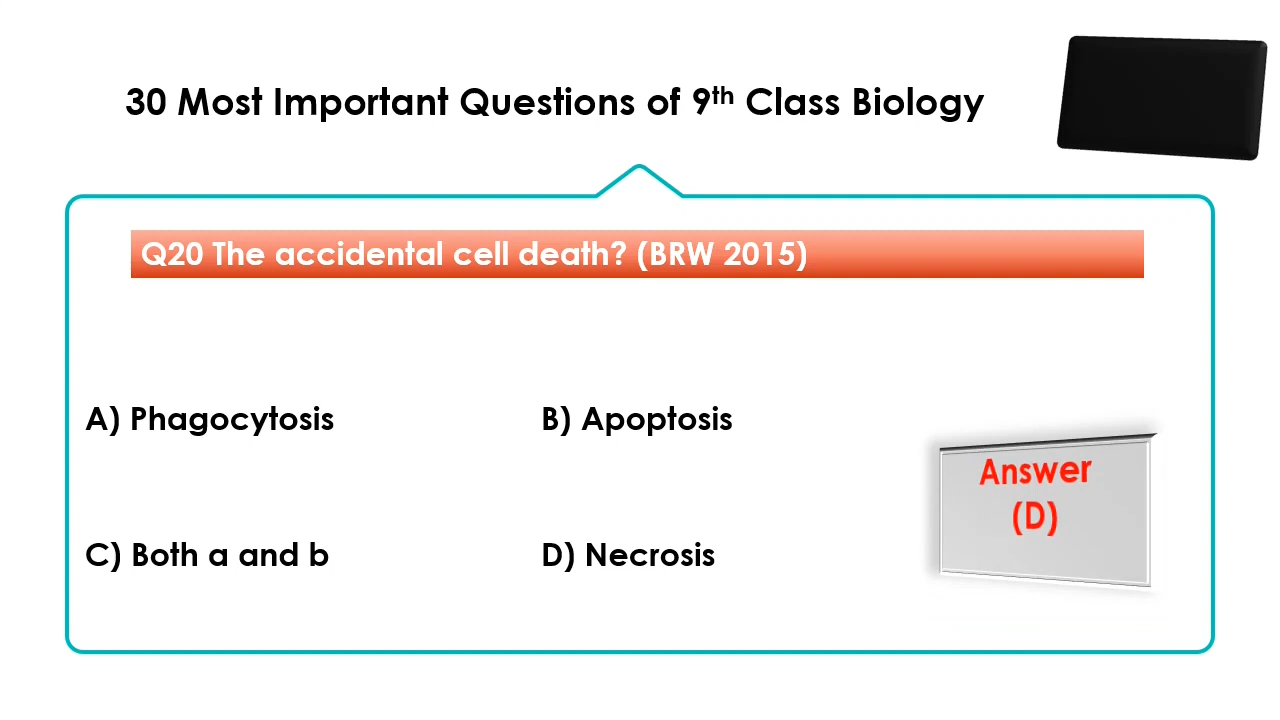 30 Most Important Questions of 9th Class Biology
Q20 The accidental cell death? (BRW 2015)
A) Phagocytosis
B) Apoptosis
C) Both a and b
D) Necrosis
Answer
(D)